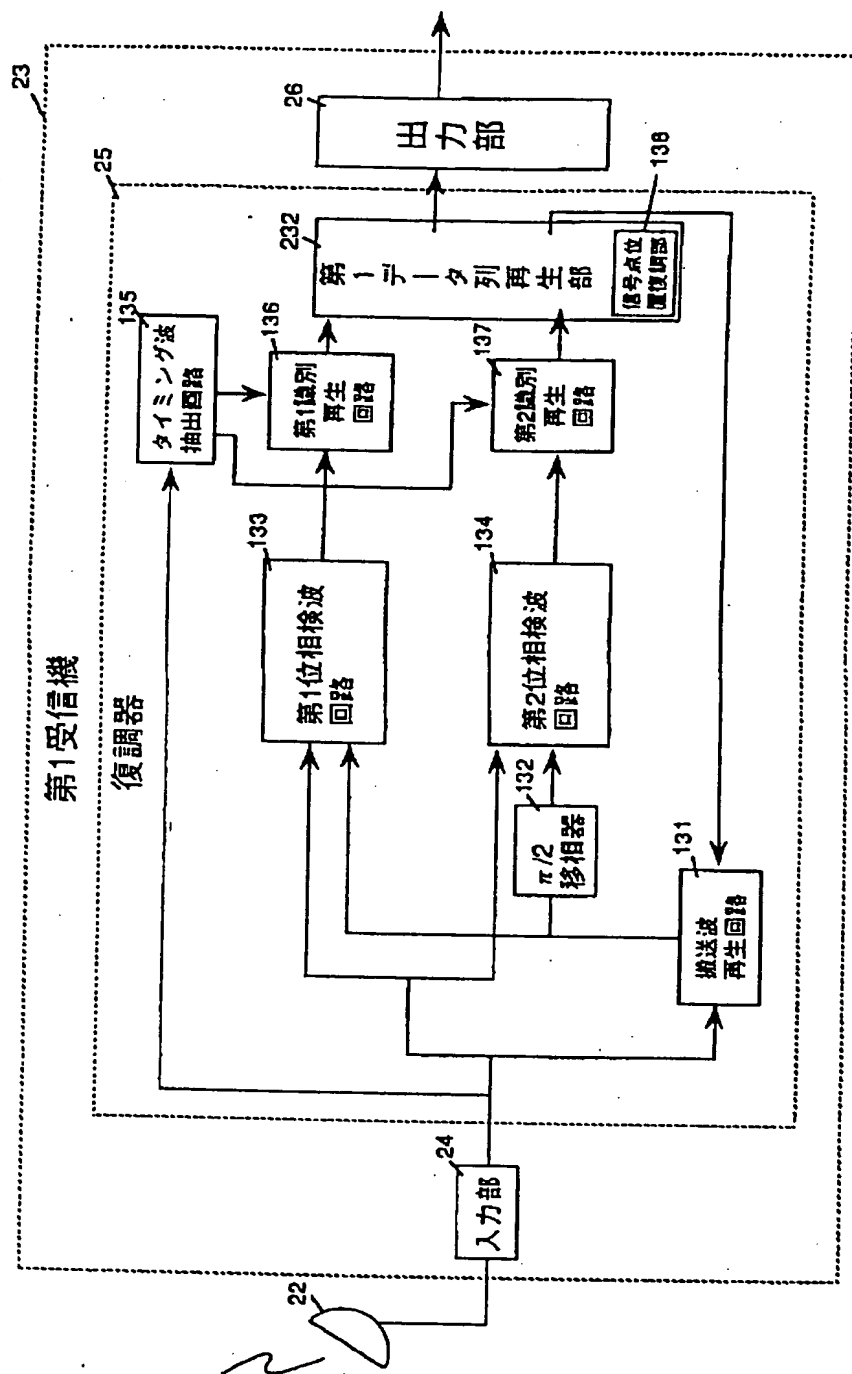 第1受信機
23
復調器
25
22
24
入力部
135
タイミング波
抽出回路
133
第1位相検波
回路
136
第1識別
再生
回路
134
第2位相検波
回路
137
第2識別
再生
回路
132
π/2
移相器
131
搬送波
再生回路
232
第1データ列再生部
138
信号点位
置復調部
26
出力部